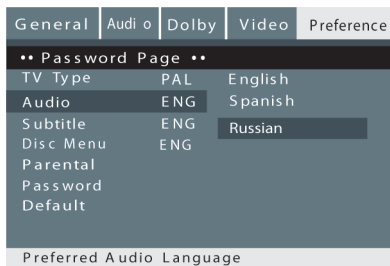 General Audio Dolby Video Preference
•• Password Page ••
TV Type PAL English
Audio ENG Spanish
Subtitle ENG Russian
Disc Menu ENG
Parental
Password
Default
Preferred Audio Language